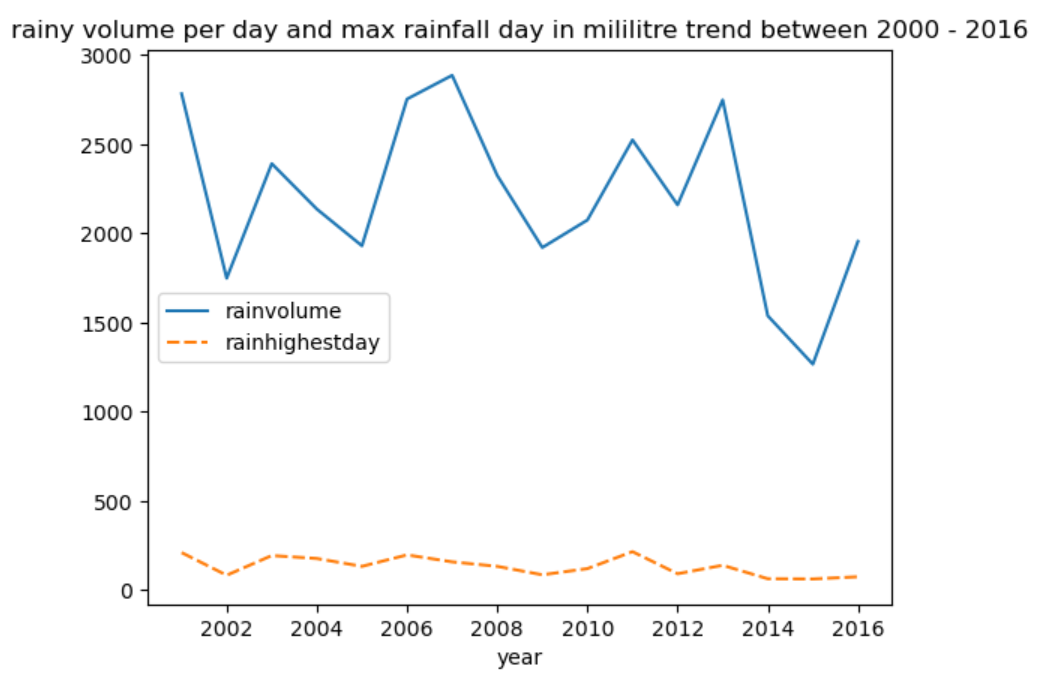 rainy volume per day and max rainfall day in mililitre trend between 2000 - 2016
3000
2500
2000
1500
1000
500
0
rainvolume
rainhighestday
2002 2004 2006 2008 2010 2012 2014 2016
year